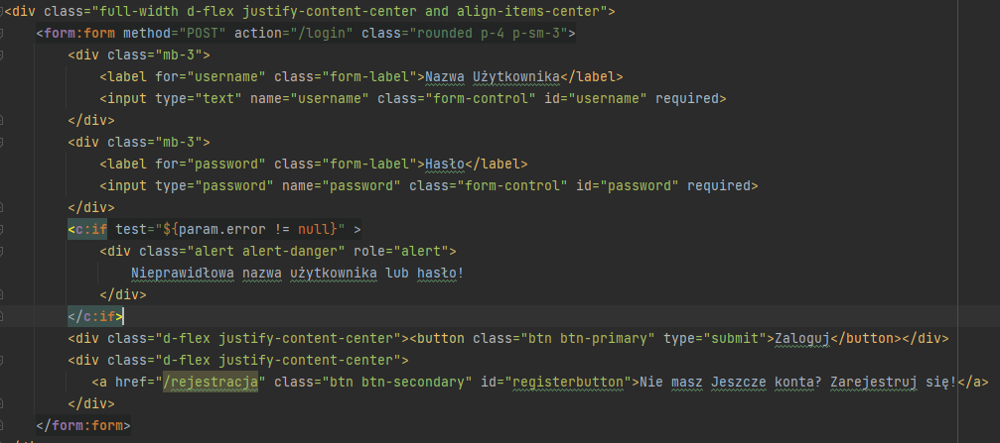 <div class="full-width d-flex justify-content-center and align-items-center">
<form:form method="POST" action="/login" class="rounded p-4 p-sm-3">
<div class="mb-3">
<label for="username" class="form-label">Nazwa Użytkownika</label>
<input type="text" name="username" class="form-control" id="username" required>
</div>
<div class="mb-3">
<label for="password" class="form-label">Hasło</label>
<input type="password" name="password" class="form-control" id="password" required>
</div>
<c:if test="${param.error != null}" >
<div class="alert alert-danger" role="alert">
Nieprawidłowa nazwa użytkownika lub hasło!
</div>
</c:if>
<div class="d-flex justify-content-center"><button class="btn btn-primary" type="submit">Zaloguj</button></div>
<div class="d-flex justify-content-center">
<a href="/rejestracja" class="btn btn-secondary" id="registerbutton">Nie masz Jeszcze konta? Zarejestruj się!</a>
</div>
</form:form>